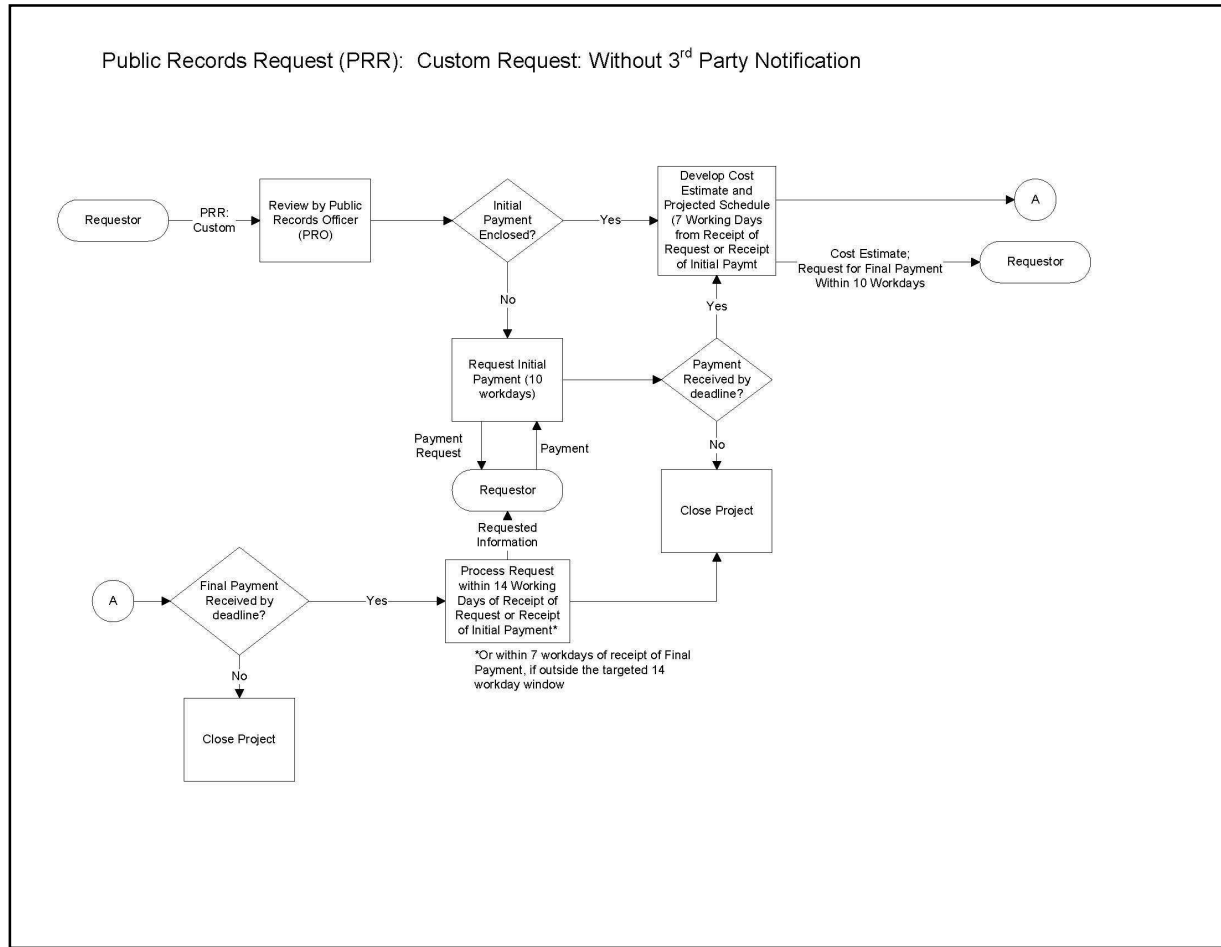 Public Records Request (PRR): Custom Request: Without 3rd Party Notification
Requestor
PRR:
Custom
Review by Public
Records Officer
(PRO)
Initial
Payment
Enclosed?
Yes
Develop Cost
Estimate and
Projected Schedule
(7 Working Days
from Receipt of
Request or Receipt
of Initial Paymt
A
Cost Estimate;
Request for Final Payment
Within 10 Workdays
Requestor
No
Yes
Request Initial
Payment (10
workdays)
Payment
Received by
deadline?
Payment
Request
Payment
No
Requestor
Close Project
Requested
Information
A
Final Payment
Received by
deadline?
Yes
Process Request
within 14 Working
Days of Receipt of
Request or Receipt
of Initial Payment*
*Or within 7 workdays of receipt of Final
Payment, if outside the targeted 14
workday window
No
Close Project